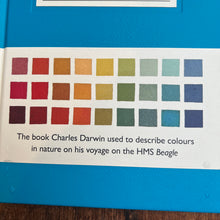 The book Charles Darwin used to describe colours
in nature on his voyage on the HMS Beagle